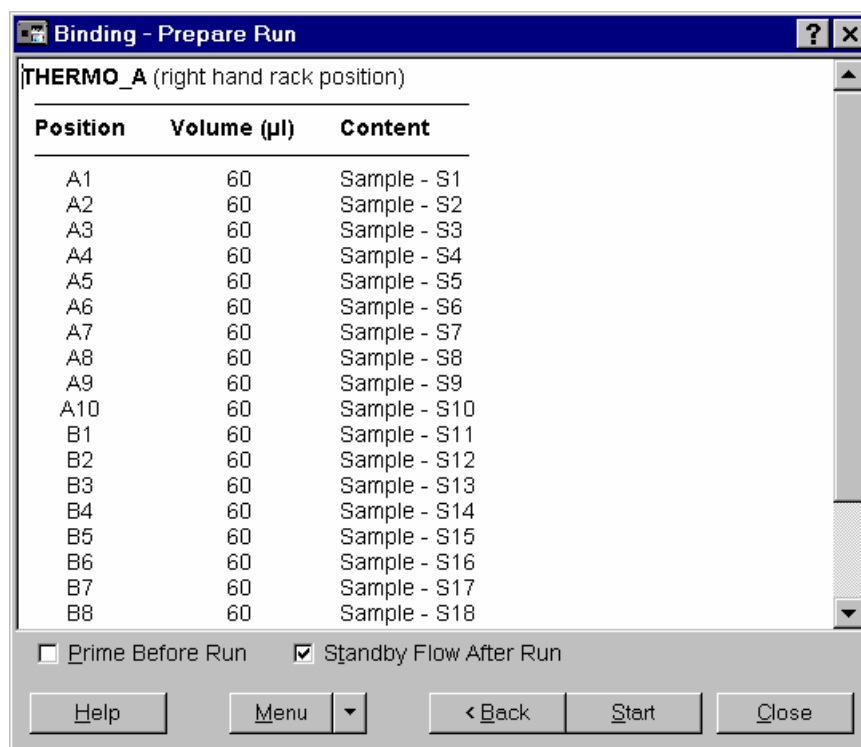 Binding - Prepare Run
THERMO_A (right hand rack position)
Position Volume (µl) Content
A1 60 Sample - S1
A2 60 Sample - S2
A3 60 Sample - S3
A4 60 Sample - S4
A5 60 Sample - S5
A6 60 Sample - S6
A7 60 Sample - S7
A8 60 Sample - S8
A9 60 Sample - S9
A10 60 Sample - S10
B1 60 Sample - S11
B2 60 Sample - S12
B3 60 Sample - S13
B4 60 Sample - S14
B5 60 Sample - S15
B6 60 Sample - S16
B7 60 Sample - S17
B8 60 Sample - S18
Prime Before Run Standby Flow After Run
Help Menu < Back Start Close